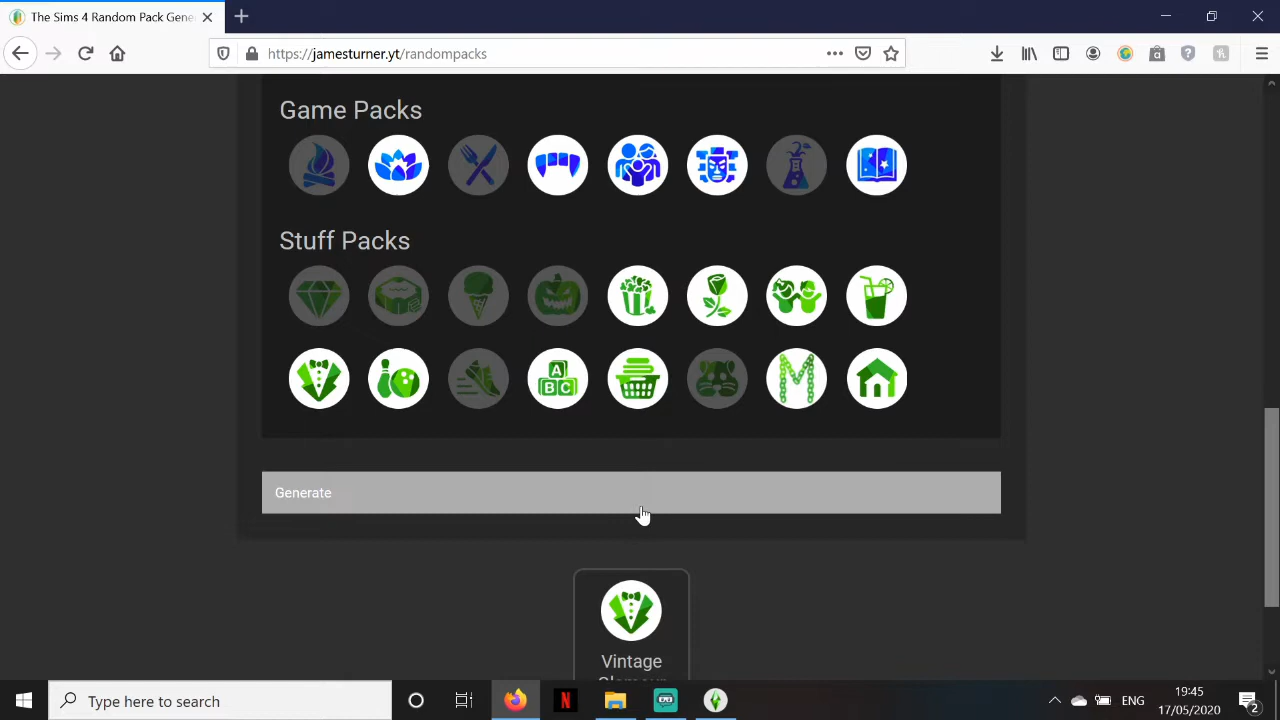 The Sims 4 Random Pack Gene
https://jamesturner.yt/randompacks
Game Packs
Stuff Packs
A
B C
M
Generate
Vintage
Type here to search
N
ENG
19:45
17/05/2020
2